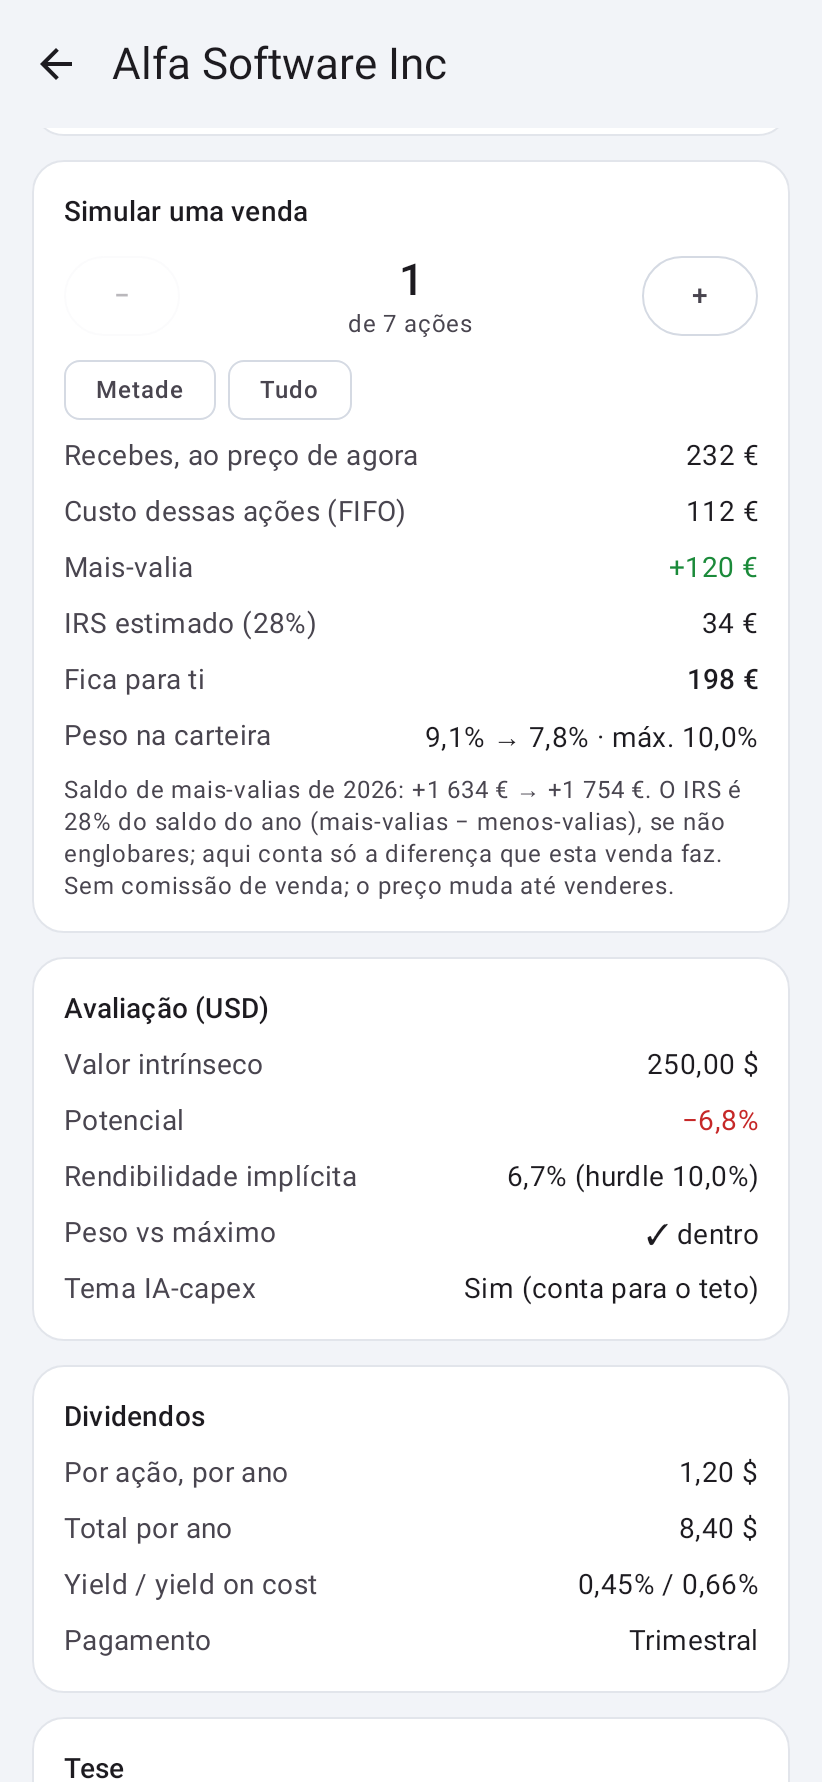 Alfa Software Inc
Simular uma venda
−
1
+
de 7 ações
Metade
Tudo
Recebes, ao preço de agora 232 €
Custo dessas ações (FIFO) 112 €
Mais-valia +120 €
IRS estimado (28%) 34 €
Fica para ti 198 €
Peso na carteira 9,1% → 7,8% · máx. 10,0%
Saldo de mais-valias de 2026: +1 634 € → +1 754 €. O IRS é
28% do saldo do ano (mais-valias − menos-valias), se não
englobares; aqui conta só a diferença que esta venda faz.
Sem comissão de venda; o preço muda até venderes.
Avaliação (USD)
Valor intrínseco 250,00 $
Potencial −6,8%
Rendibilidade implícita 6,7% (hurdle 10,0%)
Peso vs máximo ✓ dentro
Tema IA-capex Sim (conta para o teto)
Dividendos
Por ação, por ano 1,20 $
Total por ano 8,40 $
Yield / yield on cost 0,45% / 0,66%
Pagamento Trimestral
Tese